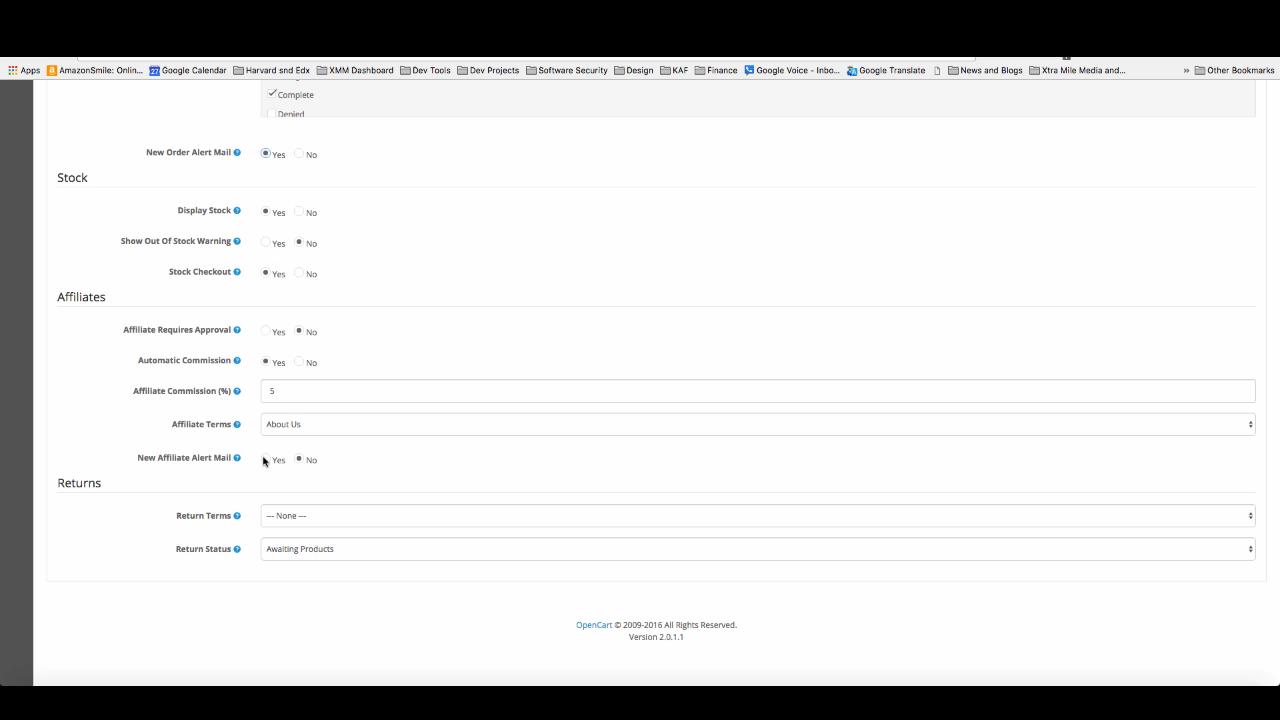 Apps AmazonSmile: Onlin... 27 Google Calendar Harvard snd Edx XMM Dashboard Dev Tools Dev Projects Software Security Design KAF Finance Google Voice - Inbo... Google Translate News and Blogs Xtra Mile Media and... » Other Bookmarks
Complete
Denied
New Order Alert Mail ? Yes No
Stock
Display Stock ? Yes No
Show Out Of Stock Warning ? Yes No
Stock Checkout ? Yes No
Affiliates
Affiliate Requires Approval ? Yes No
Automatic Commission ? Yes No
Affiliate Commission (%) ? 5
Affiliate Terms ? About Us
New Affiliate Alert Mail ? Yes No
Returns
Return Terms ? --- None ---
Return Status ? Awaiting Products
OpenCart © 2009-2016 All Rights Reserved.
Version 2.0.1.1